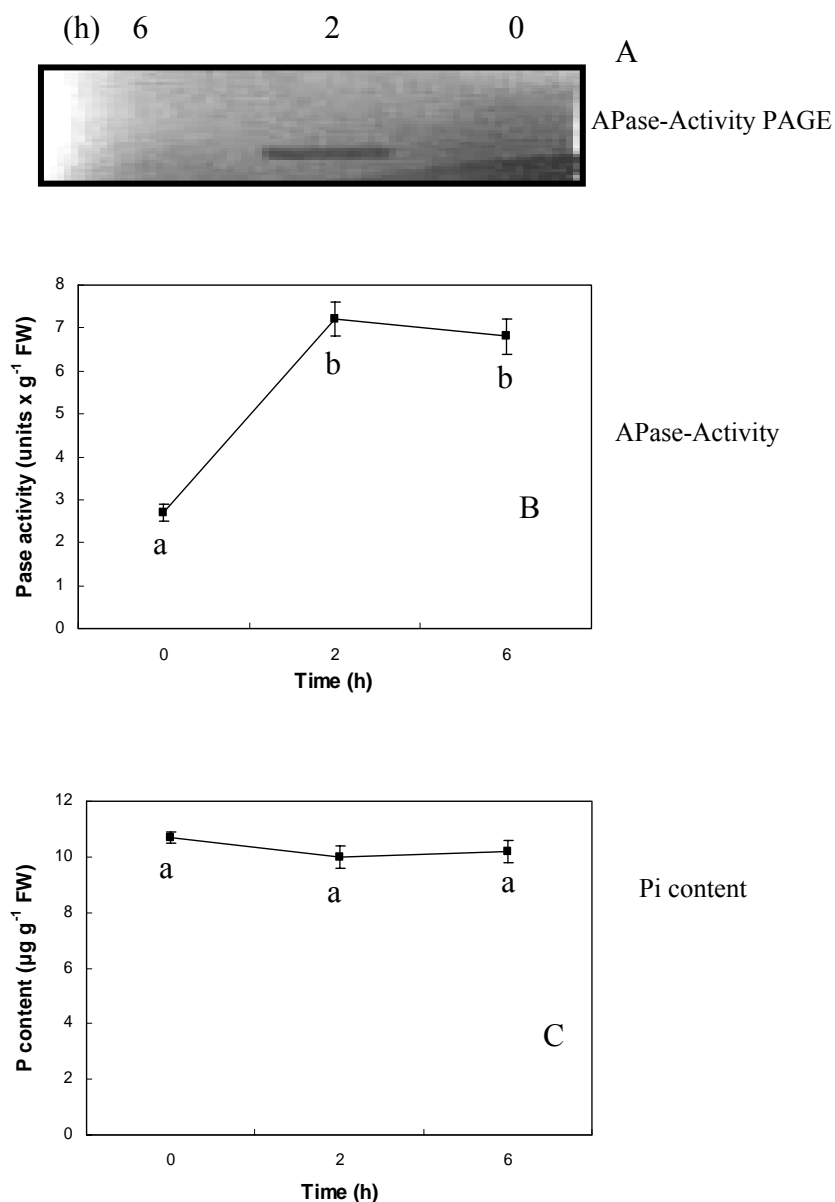 (h) 6 2 0
A
APase-Activity PAGE
8
7
6
5
4
3
2
1
0
Pase activity (units x g⁻¹ FW)
a
b
b
B
APase-Activity
0 2 6
Time (h)
12
10
8
6
4
2
0
P content (µg g⁻¹ FW)
a
a
a
C
Pi content
0 2 6
Time (h)